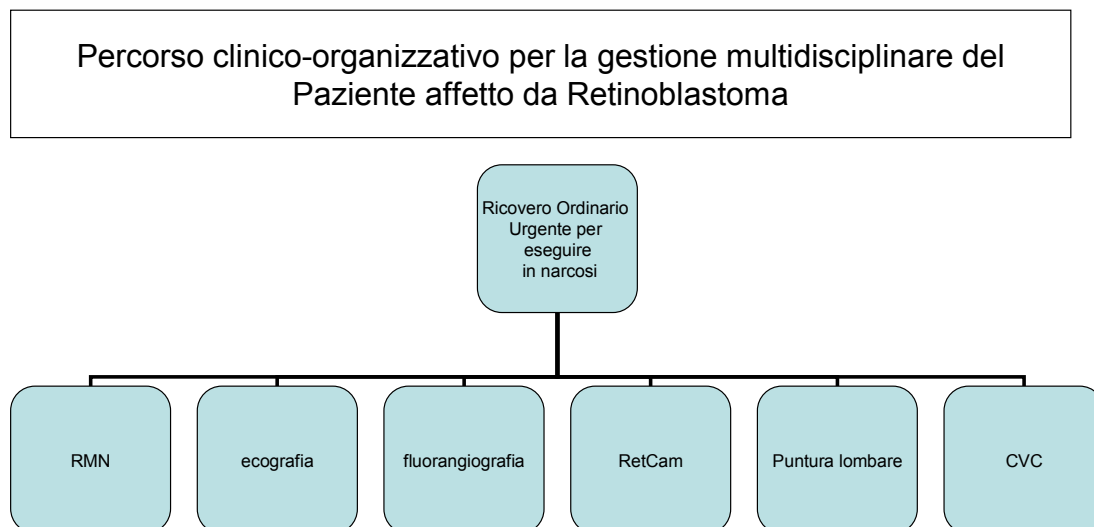 Percorso clinico-organizzativo per la gestione multidisciplinare del
Paziente affetto da Retinoblastoma
Ricovero Ordinario
Urgente per
eseguire
in narcosi
RMN
ecografia
fluorangiografia
RetCam
Puntura lombare
CVC